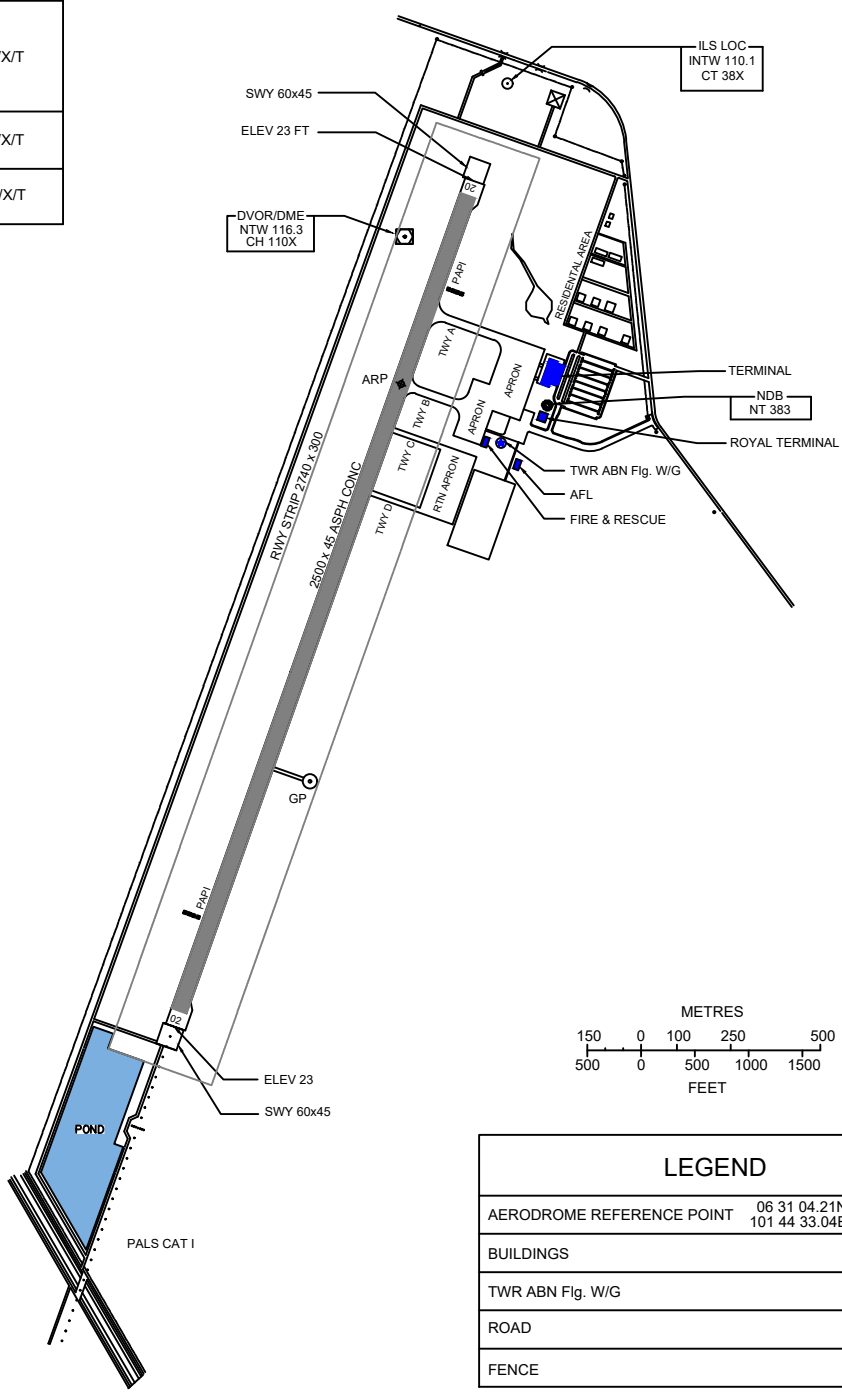 /X/T
/X/T
/X/T
ILS LOC
INTW 110.1
CT 38X
SWY 60x45
ELEV 23 FT
20
DVOR/DME
NTW 116.3
CH 110X
PAPI
RESIDENTAL AREA
TWY A
ARP
APRON
TERMINAL
NDB
NT 383
TWY B
APRON
ROYAL TERMINAL
TWY C
RTN APRON
TWR ABN Flg. W/G
AFL
TWY D
FIRE & RESCUE
RWY STRIP 2740 x 300
2500 x 45 ASPH CONC
GP
PAPI
02
ELEV 23
SWY 60x45
POND
PALS CAT I
METRES
150 0 100 250 500
500 0 500 1000 1500
FEET
LEGEND
AERODROME REFERENCE POINT 06 31 04.21N
101 44 33.04E
BUILDINGS
TWR ABN Flg. W/G
ROAD
FENCE